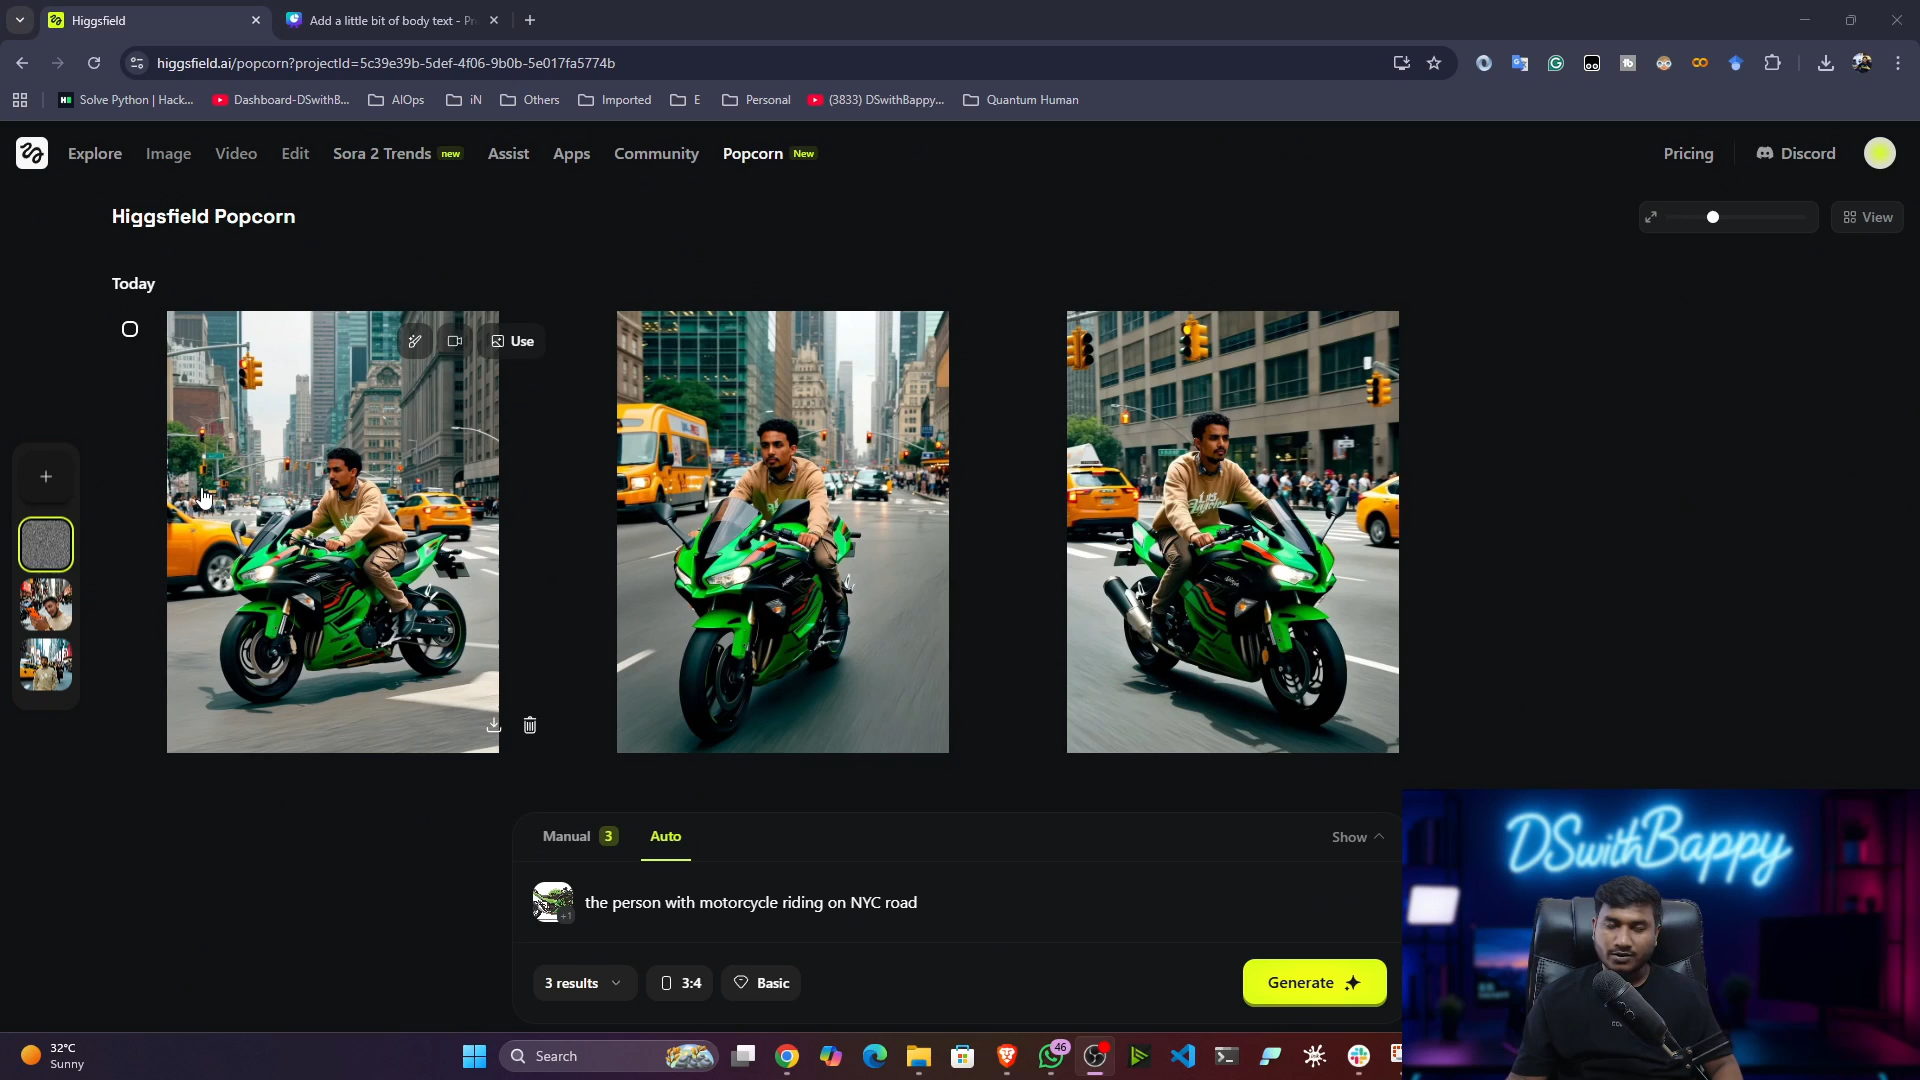 Higgsfield
Add a little bit of body text - Pr
higgsfield.ai/popcorn?projectId=5c39e39b-5def-4f06-9b0b-5e017fa5774b
Solve Python | Hack...
Dashboard-DSwithB...
AIOps
iN
Others
Imported
E
Personal
(3833) DSwithBappy...
Quantum Human
Explore
Image
Video
Edit
Sora 2 Trends new
Assist
Apps
Community
Popcorn New
Pricing
Discord
Higgsfield Popcorn
View
Today
Use
Los Angeles
Manual 3
Auto
Show
+1
the person with motorcycle riding on NYC road
3 results
3:4
Basic
Generate
DSwithBappy
32°C
Sunny
Search
46